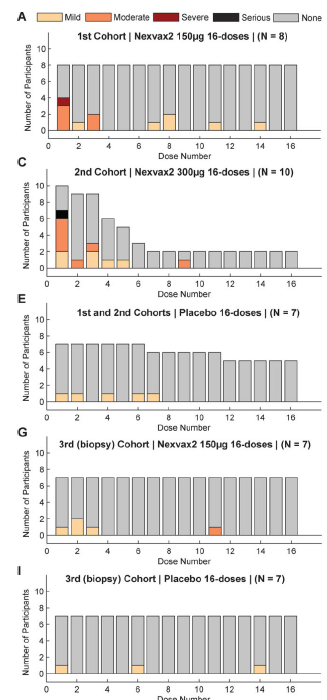 A
Mild Moderate Severe Serious None
1st Cohort | Nexvax2 150µg 16-doses | (N = 8)
Number of Participants
10
8
6
4
2
0
0 2 4 6 8 10 12 14 16
Dose Number
C
2nd Cohort | Nexvax2 300µg 16-doses | (N = 10)
Number of Participants
10
8
6
4
2
0
0 2 4 6 8 10 12 14 16
Dose Number
E
1st and 2nd Cohorts | Placebo 16-doses | (N = 7)
Number of Participants
10
8
6
4
2
0
0 2 4 6 8 10 12 14 16
Dose Number
G
3rd (biopsy) Cohort | Nexvax2 150µg 16-doses | (N = 7)
Number of Participants
10
8
6
4
2
0
0 2 4 6 8 10 12 14 16
Dose Number
I
3rd (biopsy) Cohort | Placebo 16-doses | (N = 7)
Number of Participants
10
8
6
4
2
0
0 2 4 6 8 10 12 14 16
Dose Number